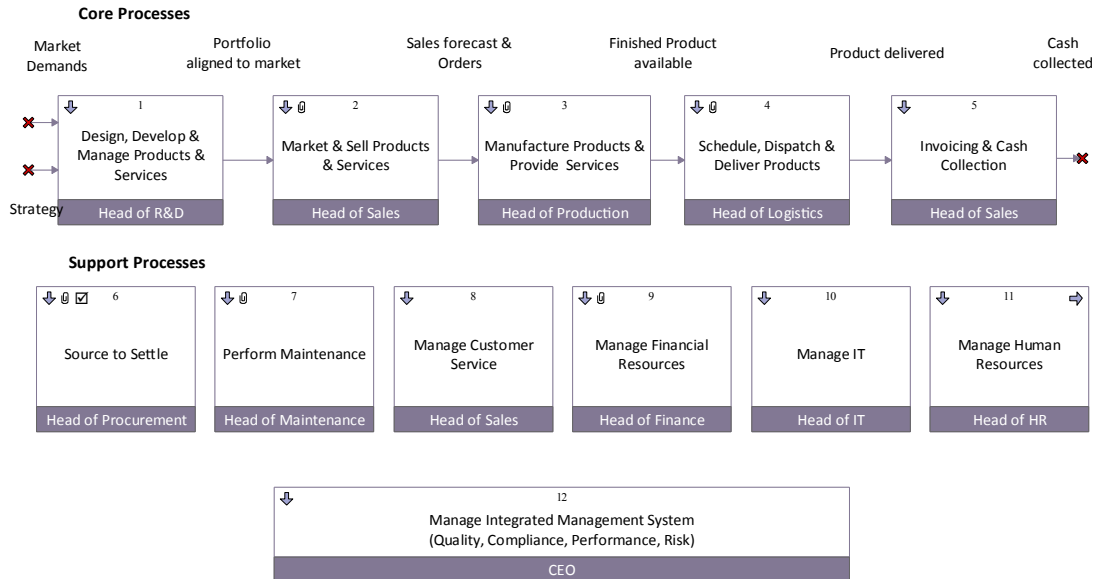 Core Processes
Market
Demands
Portfolio
aligned to market
Sales forecast &
Orders
Finished Product
available
Product delivered
Cash
collected
1
Design, Develop &
Manage Products &
Services
Head of R&D
2
Market & Sell Products
& Services
Head of Sales
3
Manufacture Products &
Provide Services
Head of Production
4
Schedule, Dispatch &
Deliver Products
Head of Logistics
5
Invoicing & Cash
Collection
Head of Sales
Strategy
Support Processes
6
Source to Settle
Head of Procurement
7
Perform Maintenance
Head of Maintenance
8
Manage Customer
Service
Head of Sales
9
Manage Financial
Resources
Head of Finance
10
Manage IT
Head of IT
11
Manage Human
Resources
Head of HR
12
Manage Integrated Management System
(Quality, Compliance, Performance, Risk)
CEO